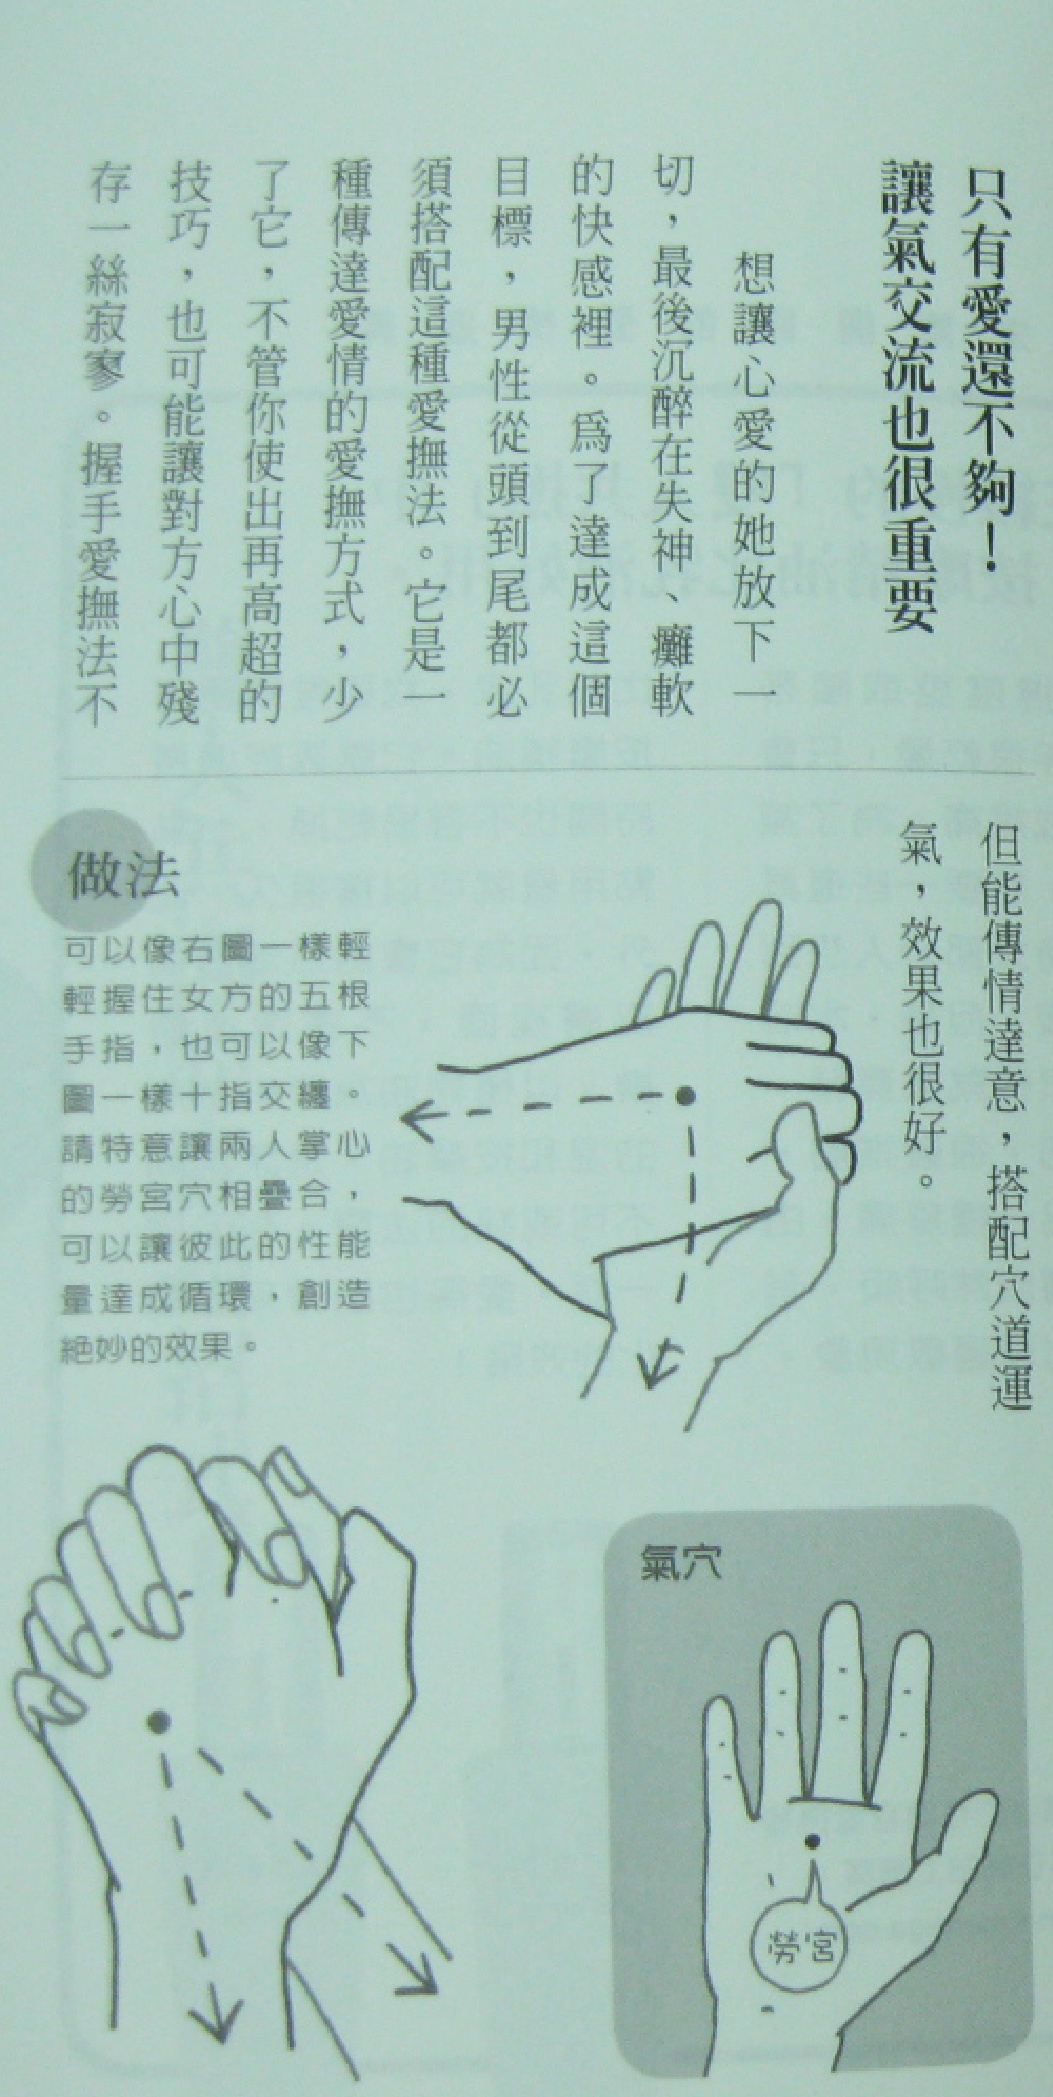 只有愛還不夠！
讓氣交流也很重要
想讓心愛的她放下一
切，最後沉醉在失神、癱軟
的快感裡。為了達成這個
目標，男性從頭到尾都必
須搭配這種愛撫法。它是一
種傳達愛情的愛撫方式，少
了它，不管你使出再高超的
技巧，也可能讓對方心中殘
存一絲寂寥。握手愛撫法不
但能傳情達意，搭配穴道運
氣，效果也很好。
做法
可以像右圖一樣輕
輕握住女方的五根
手指，也可以像下
圖一樣十指交纏。
請特意讓兩人掌心
的勞宮穴相疊合，
可以讓彼此的性能
量達成循環，創造
絕妙的效果。
氣穴
勞宮